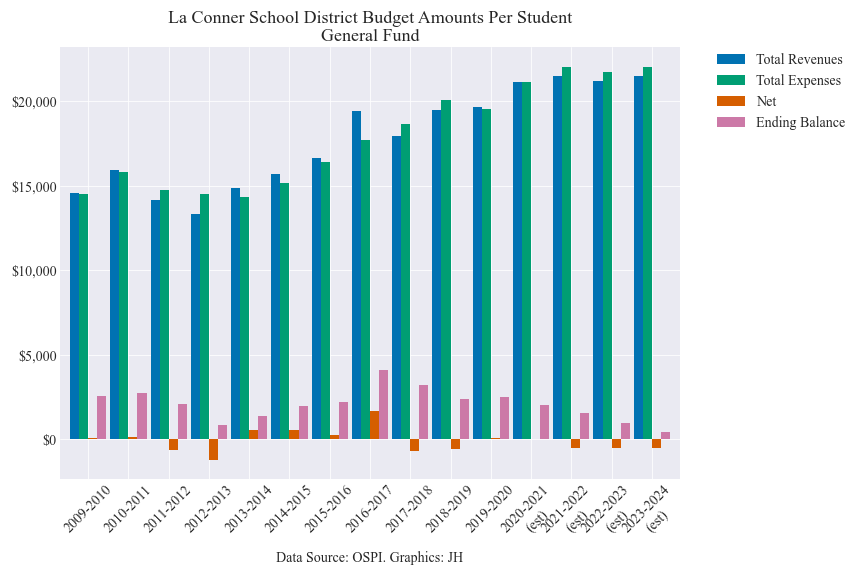 La Conner School District Budget Amounts Per Student
General Fund
Total Revenues
Total Expenses
Net
Ending Balance
$20,000
$15,000
$10,000
$5,000
$0
2009-2010
2010-2011
2011-2012
2012-2013
2013-2014
2014-2015
2015-2016
2016-2017
2017-2018
2018-2019
2019-2020
2020-2021
(est)
2021-2022
(est)
2022-2023
(est)
2023-2024
(est)
Data Source: OSPI. Graphics: JH